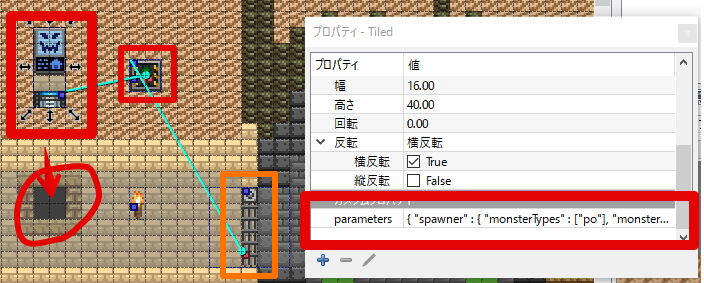 プロパティ - Tiled
プロパティ 値
幅 16.00
高さ 40.00
回転 0.00
反転 横反転
横反転 True
縦反転 False
カスタムプロパティ
parameters { "spawner" : { "monsterTypes" : ["po"], "monster...